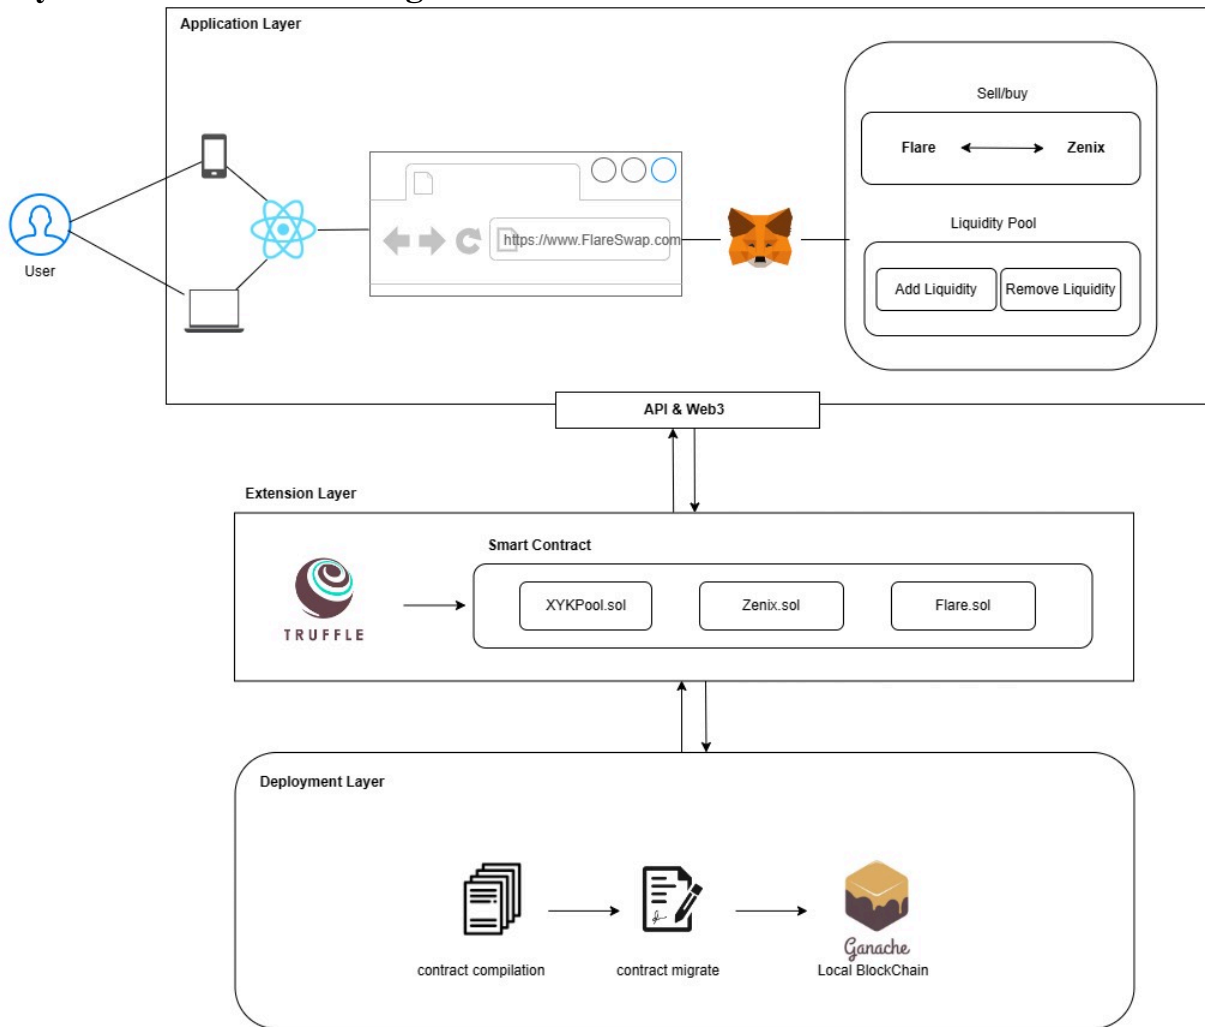 Application Layer
Sell/buy
Flare
Zenix
Liquidity Pool
Add Liquidity
Remove Liquidity
https://www.FlareSwap.com
User
API & Web3
Extension Layer
Smart Contract
XYKPool.sol
Zenix.sol
Flare.sol
TRUFFLE
Deployment Layer
contract compilation
contract migrate
Ganache
Local BlockChain